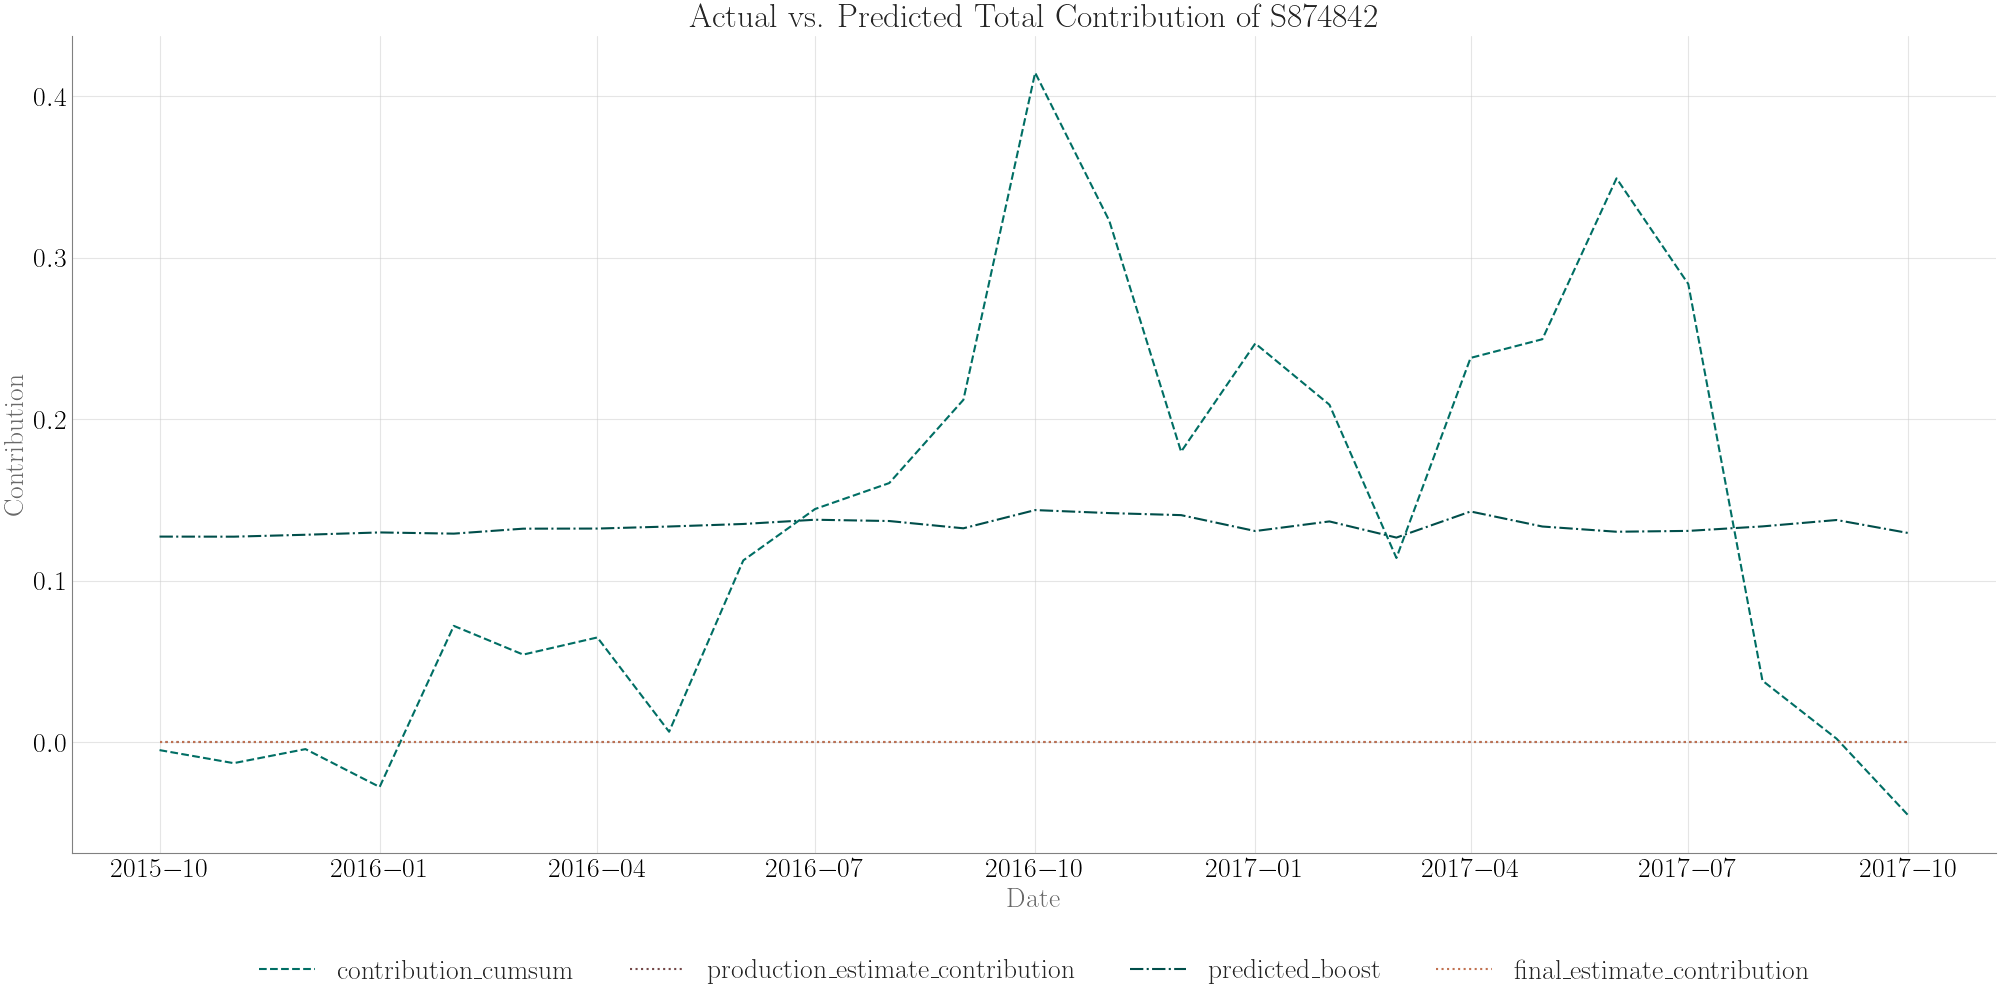 Actual vs. Predicted Total Contribution of S874842
0.4
0.3
0.2
0.1
0.0
Contribution
2015–10 2016–01 2016–04 2016–07 2016–10 2017–01 2017–04 2017–07 2017–10
Date
contribution_cumsum production_estimate_contribution predicted_boost final_estimate_contribution